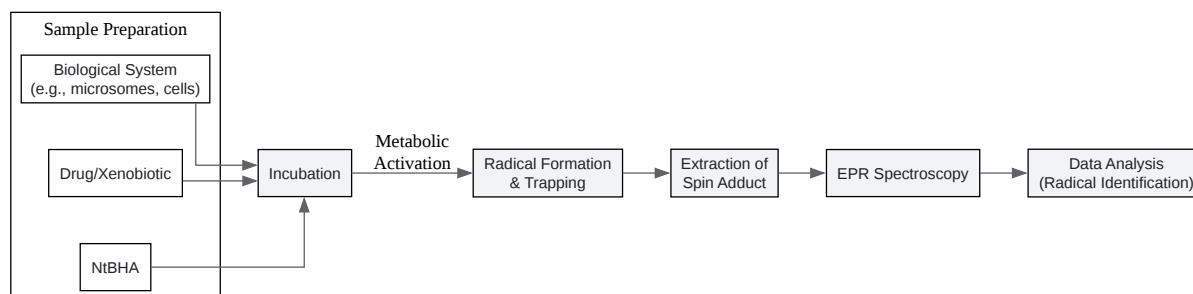 Sample Preparation
Biological System
(e.g., microsomes, cells)
Drug/Xenobiotic
NtBHA
Incubation
Metabolic
Activation
Radical Formation
& Trapping
Extraction of
Spin Adduct
EPR Spectroscopy
Data Analysis
(Radical Identification)